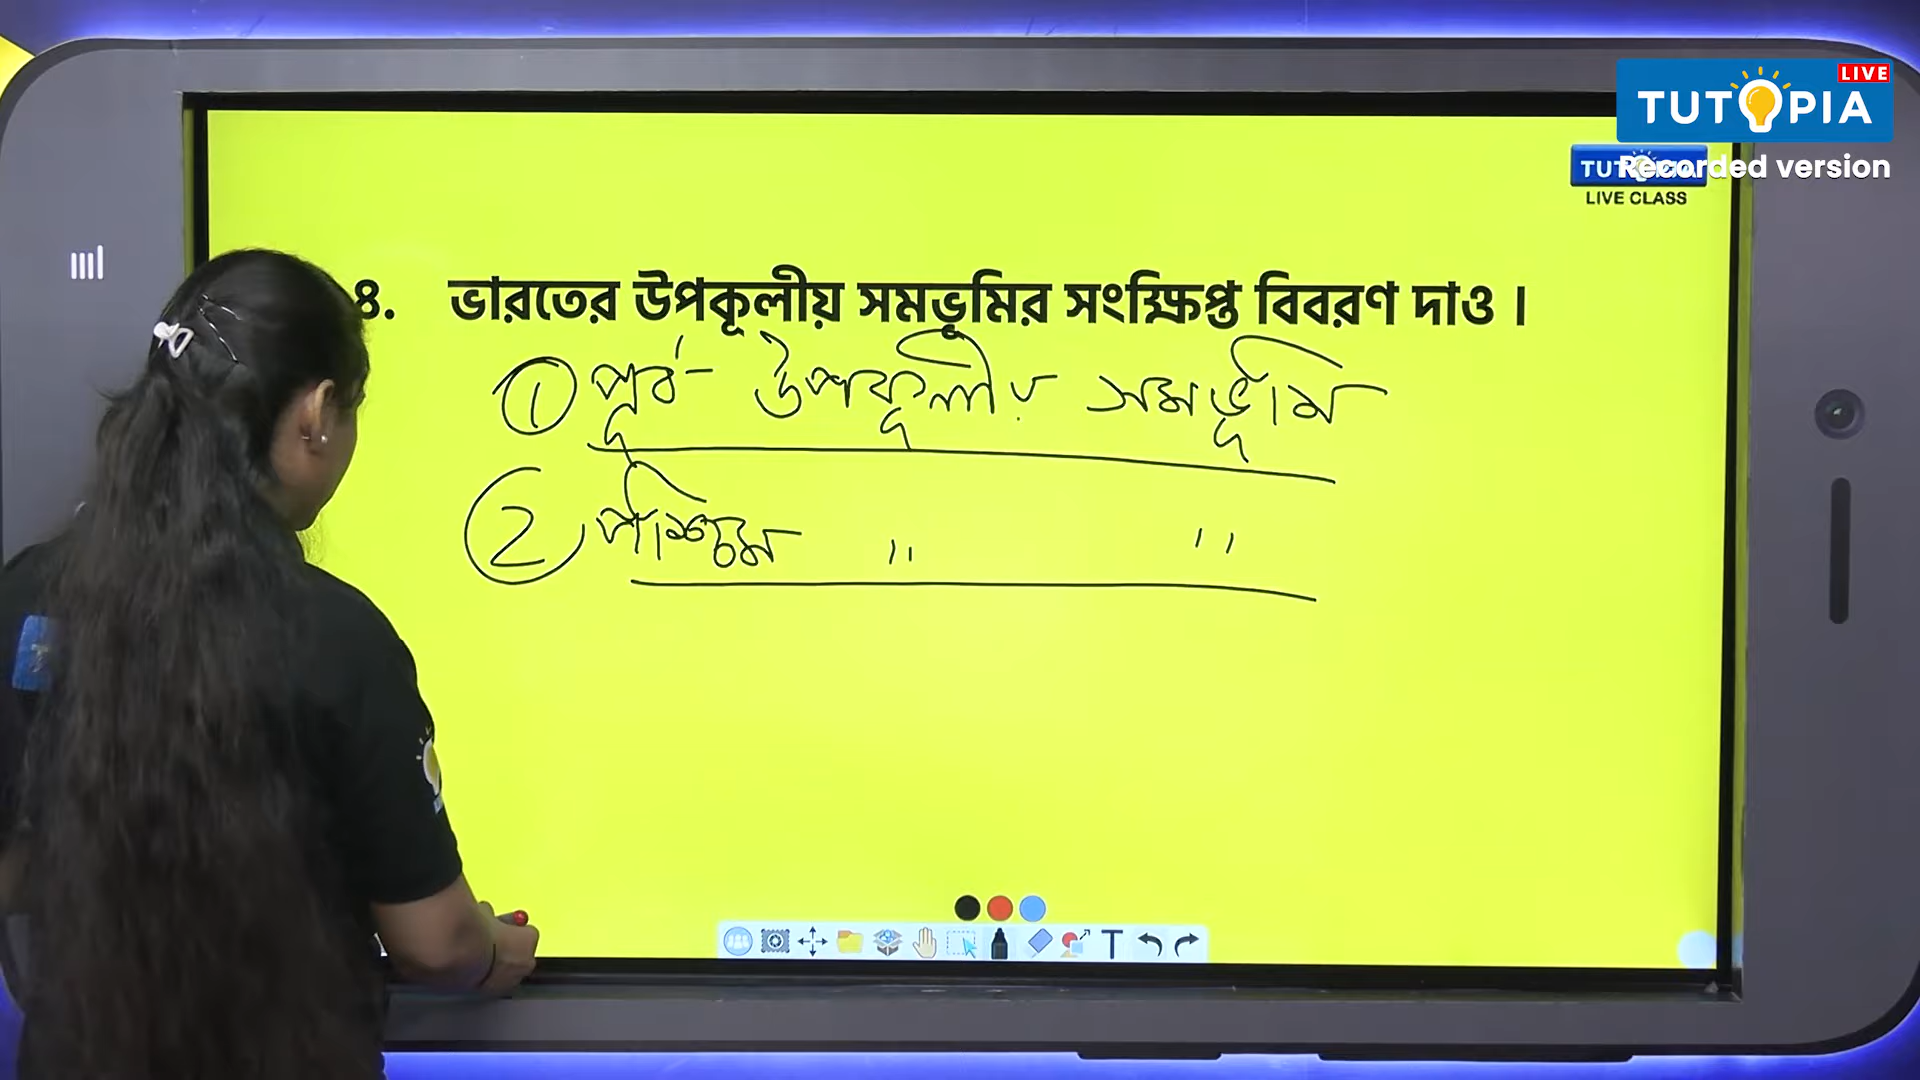 LIVE
TUTOPIA
Recorded version
LIVE CLASS
৪. ভারতের উপকূলীয় সমভূমির সংক্ষিপ্ত বিবরণ দাও।
1 পূর্ব- উপকূলীয় সমভূমি
2 পশ্চিম " "
T